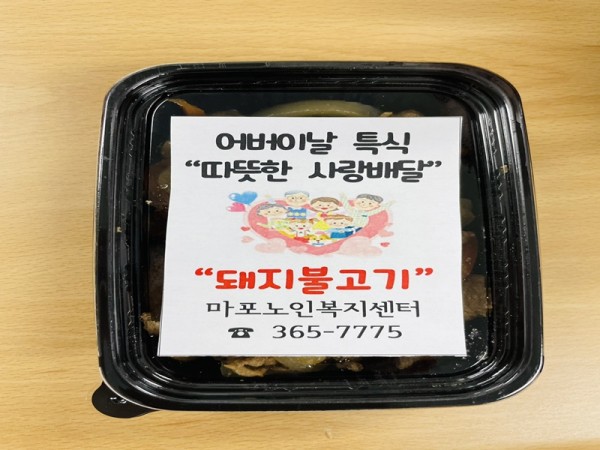 어버이날 특식
“따뜻한 사랑배달”
“돼지불고기”
마포노인복지센터
☎ 365-7775